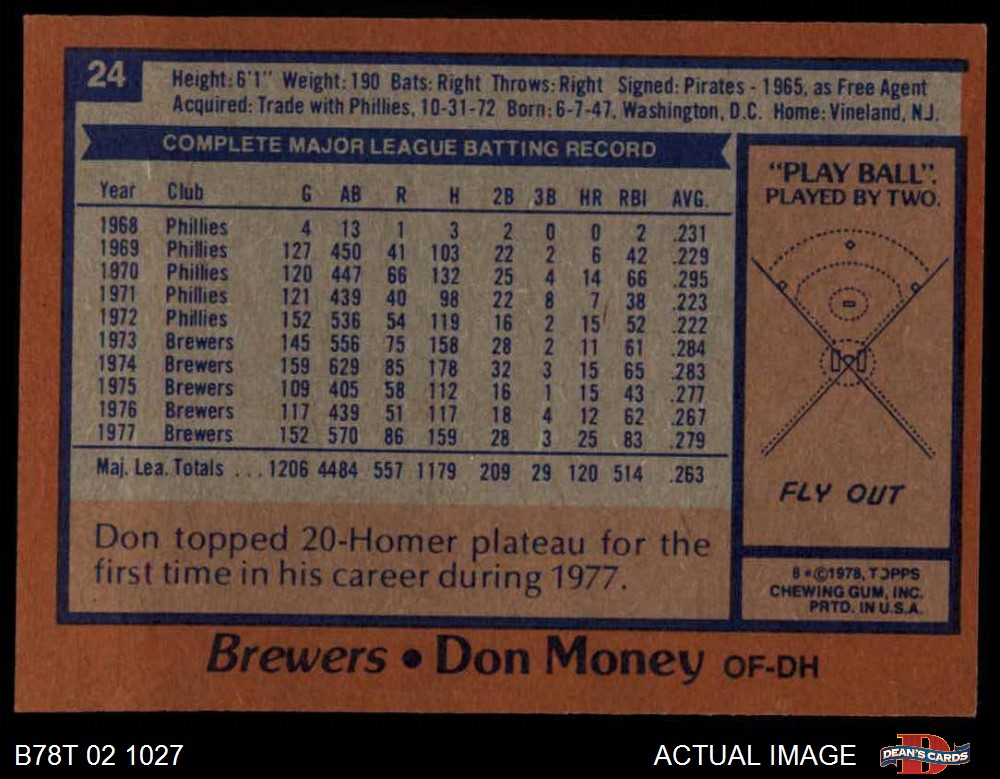 24
Height: 6'1" Weight: 190 Bats: Right Throws: Right Signed: Pirates - 1965, as Free Agent
Acquired: Trade with Phillies, 10-31-72 Born: 6-7-47, Washington, D.C. Home: Vineland, N.J.
COMPLETE MAJOR LEAGUE BATTING RECORD
Year Club G AB R H 2B 3B HR RBI AVG.
1968 Phillies 4 13 1 3 2 0 0 2 .231
1969 Phillies 127 450 41 103 22 2 6 42 .229
1970 Phillies 120 447 66 132 25 4 14 66 .295
1971 Phillies 121 439 40 98 22 8 7 38 .223
1972 Phillies 152 536 54 119 16 2 15 52 .222
1973 Brewers 145 556 75 158 28 2 11 61 .284
1974 Brewers 159 629 85 178 32 3 15 65 .283
1975 Brewers 109 405 58 112 16 1 15 43 .277
1976 Brewers 117 439 51 117 18 4 12 62 .267
1977 Brewers 152 570 86 159 28 3 25 83 .279
Maj. Lea. Totals ... 1206 4484 557 1179 209 29 120 514 .263
Don topped 20-Homer plateau for the
first time in his career during 1977.
"PLAY BALL".
PLAYED BY TWO.
FLY OUT
6 * ©1978, TOPPS
CHEWING GUM, INC.
PRTD. IN U.S.A.
Brewers • Don Money OF-DH
B78T 02 1027
ACTUAL IMAGE
DEAN'S CARDS